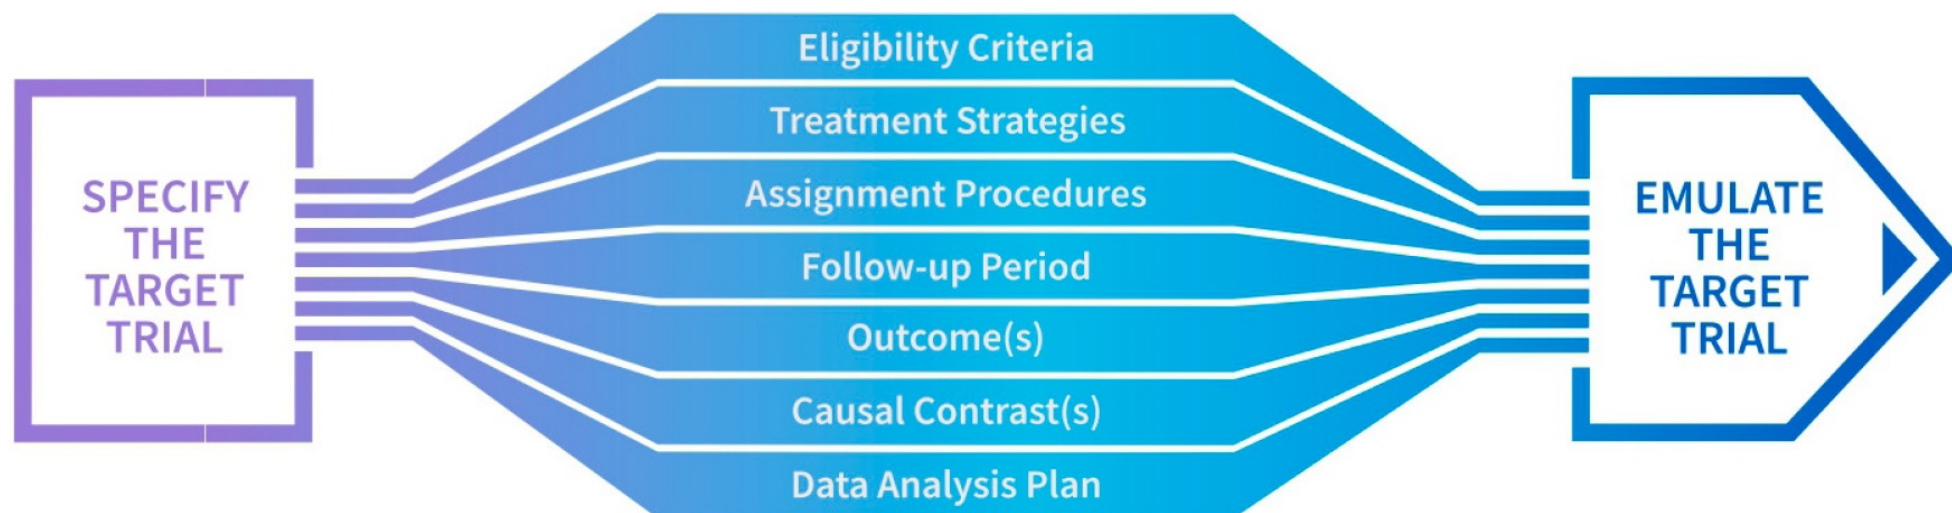 SPECIFY
THE
TARGET
TRIAL
Eligibility Criteria
Treatment Strategies
Assignment Procedures
Follow-up Period
Outcome(s)
Causal Contrast(s)
Data Analysis Plan
EMULATE
THE
TARGET
TRIAL